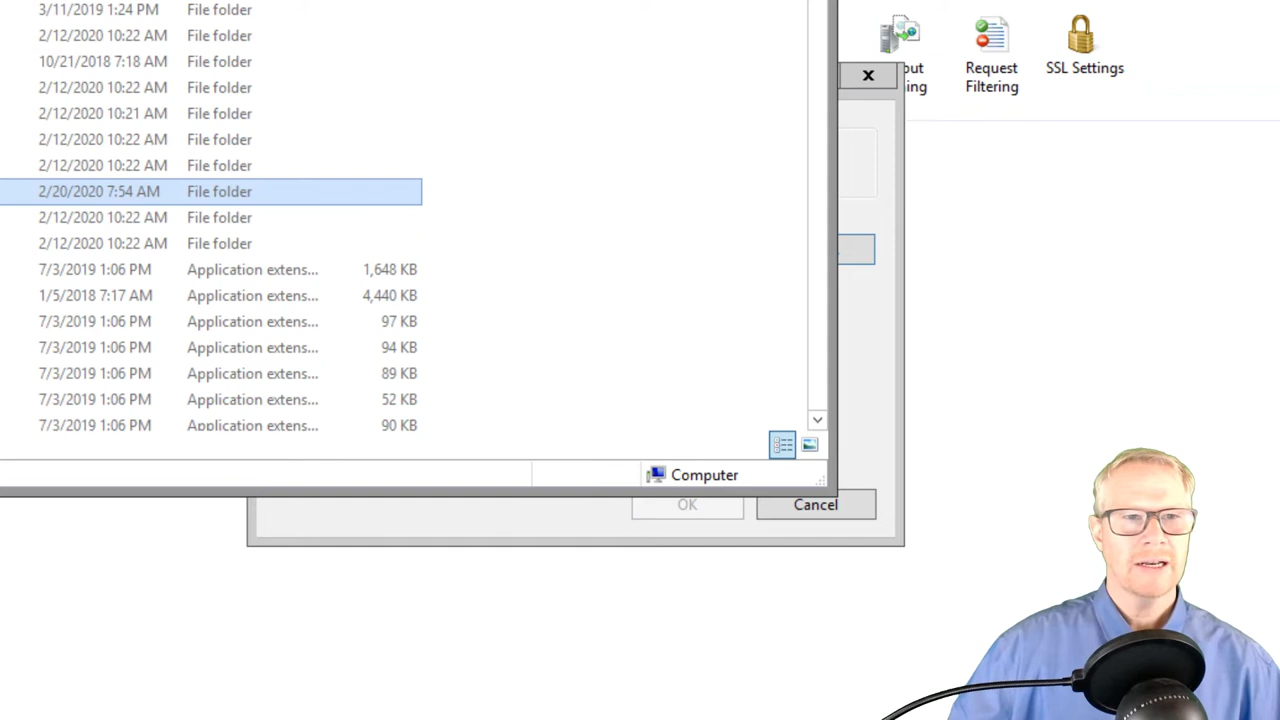 3/11/2019 1:24 PM File folder
2/12/2020 10:22 AM File folder
10/21/2018 7:18 AM File folder
2/12/2020 10:22 AM File folder
2/12/2020 10:21 AM File folder
2/12/2020 10:22 AM File folder
2/12/2020 10:22 AM File folder
2/20/2020 7:54 AM File folder
2/12/2020 10:22 AM File folder
2/12/2020 10:22 AM File folder
7/3/2019 1:06 PM Application extens... 1,648 KB
1/5/2018 7:17 AM Application extens... 4,440 KB
7/3/2019 1:06 PM Application extens... 97 KB
7/3/2019 1:06 PM Application extens... 94 KB
7/3/2019 1:06 PM Application extens... 89 KB
7/3/2019 1:06 PM Application extens... 52 KB
7/3/2019 1:06 PM Application extens... 90 KB
Computer
OK Cancel
x
put
ing
Request
Filtering
SSL Settings